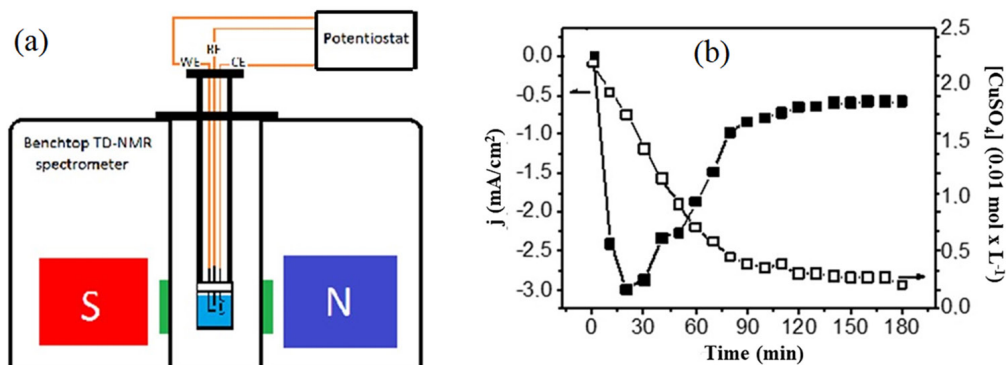 (a)
Potentiostat
WE
RE
CE
Benchtop TD-NMR
spectrometer
S
N
(b)
j (mA/cm²)
0.0
-0.5
-1.0
-1.5
-2.0
-2.5
-3.0
0 30 60 90 120 150 180
Time (min)
2.5
2.0
1.5
1.0
0.5
0.0
[CuSO₄] (0.01 mol x L⁻¹)